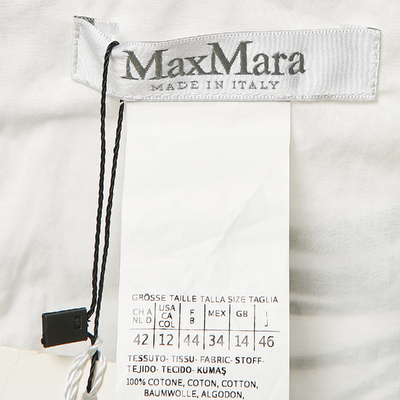 MaxMara
MADE IN ITALY
GRÖSSE TAILLE TALLA SIZE TAGLIA
CH A NL D | USA CA COL | F B | MEX | GB | I J
42 | 12 | 44 | 34 | 14 | 46
TESSUTO- TISSU- FABRIC- STOFF-
TEJIDO- TECIDO- KUMAŞ
100% COTONE, COTON, COTTON,
BAUMWOLLE, ALGODON,